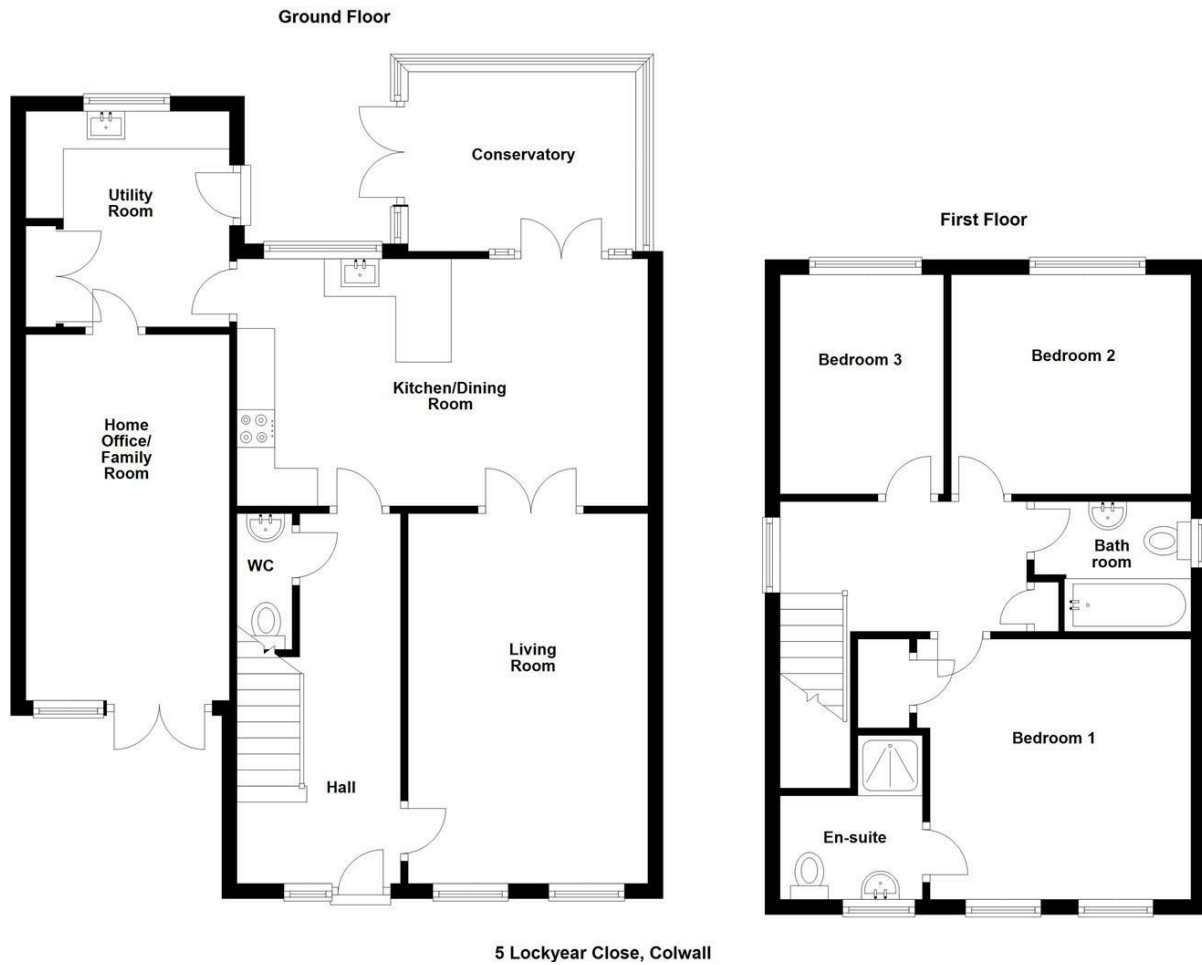 Ground Floor
Conservatory
Utility
Room
Kitchen/Dining
Room
Home
Office/
Family
Room
WC
Living
Room
Hall
First Floor
Bedroom 3
Bedroom 2
Bath
room
Bedroom 1
En-suite
5 Lockyear Close, Colwall